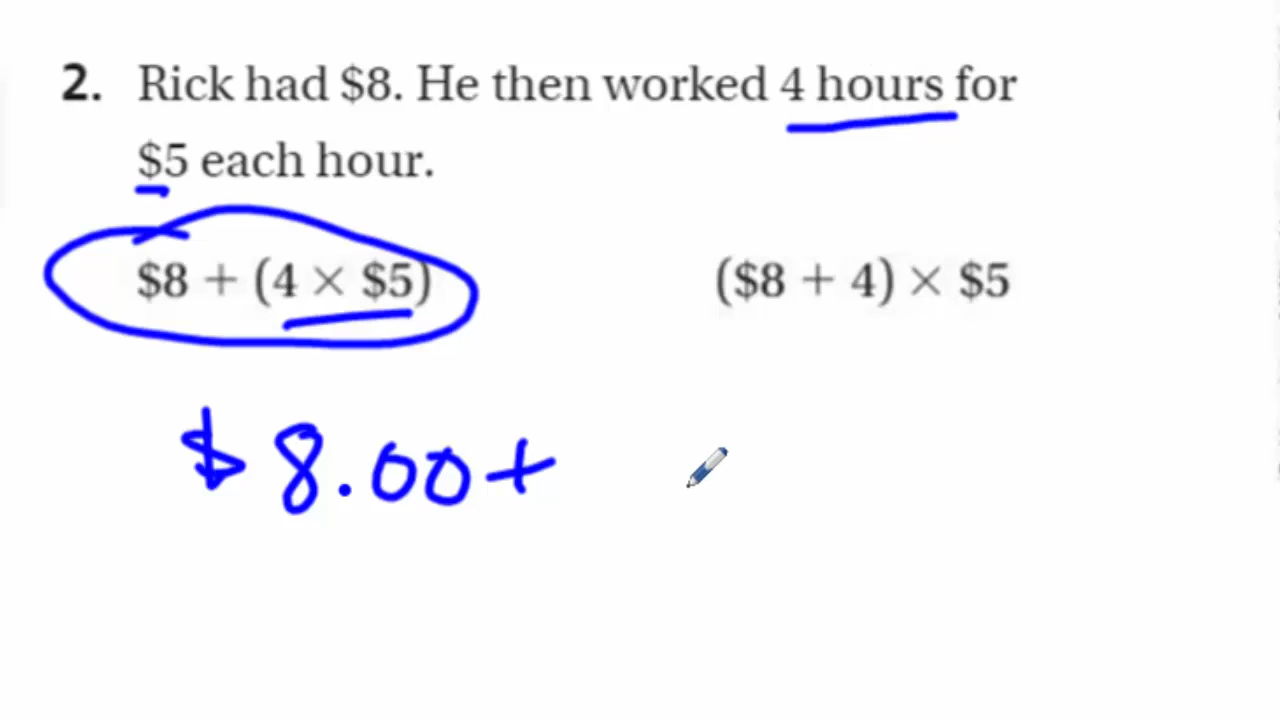 2. Rick had $8. He then worked 4 hours for
$5 each hour.
$8 + (4 × $5) ($8 + 4) × $5
$8.00+